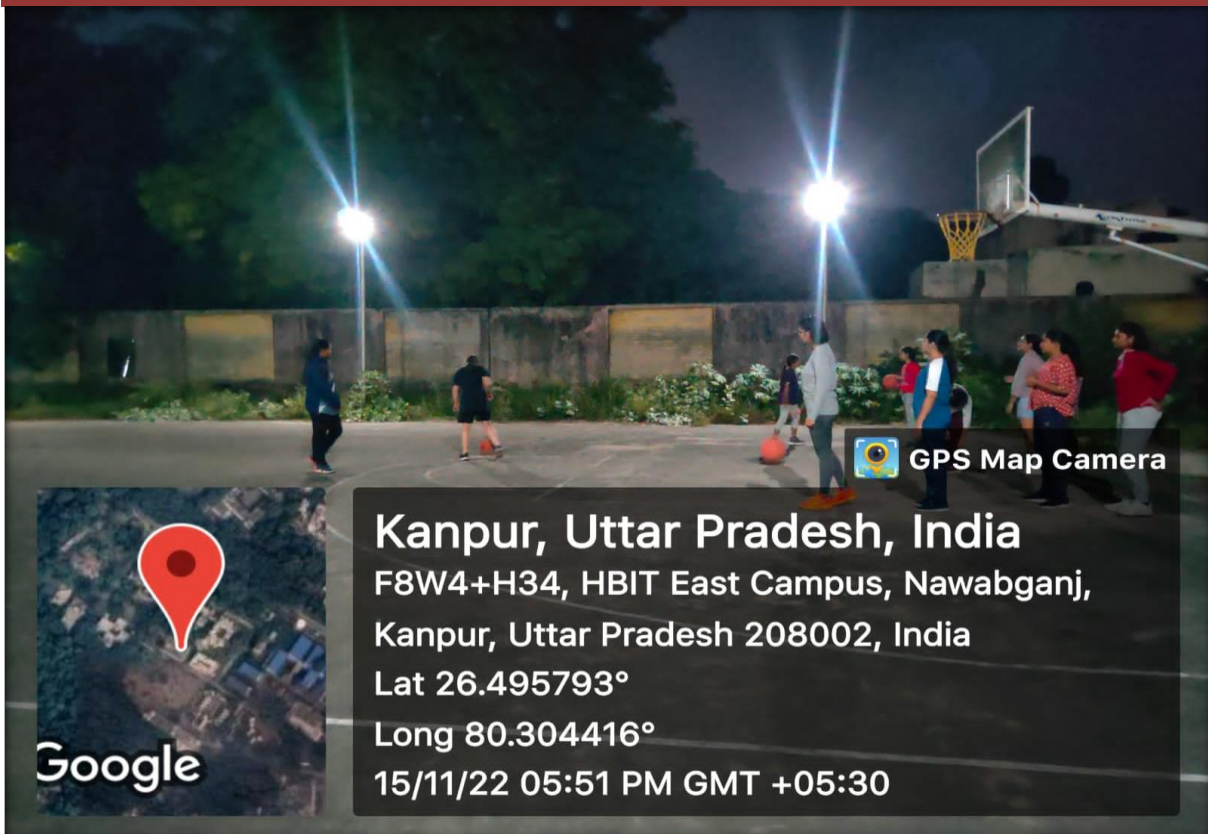 GPS Map Camera
Kanpur, Uttar Pradesh, India
F8W4+H34, HBIT East Campus, Nawabganj,
Kanpur, Uttar Pradesh 208002, India
Lat 26.495793°
Long 80.304416°
15/11/22 05:51 PM GMT +05:30
Google